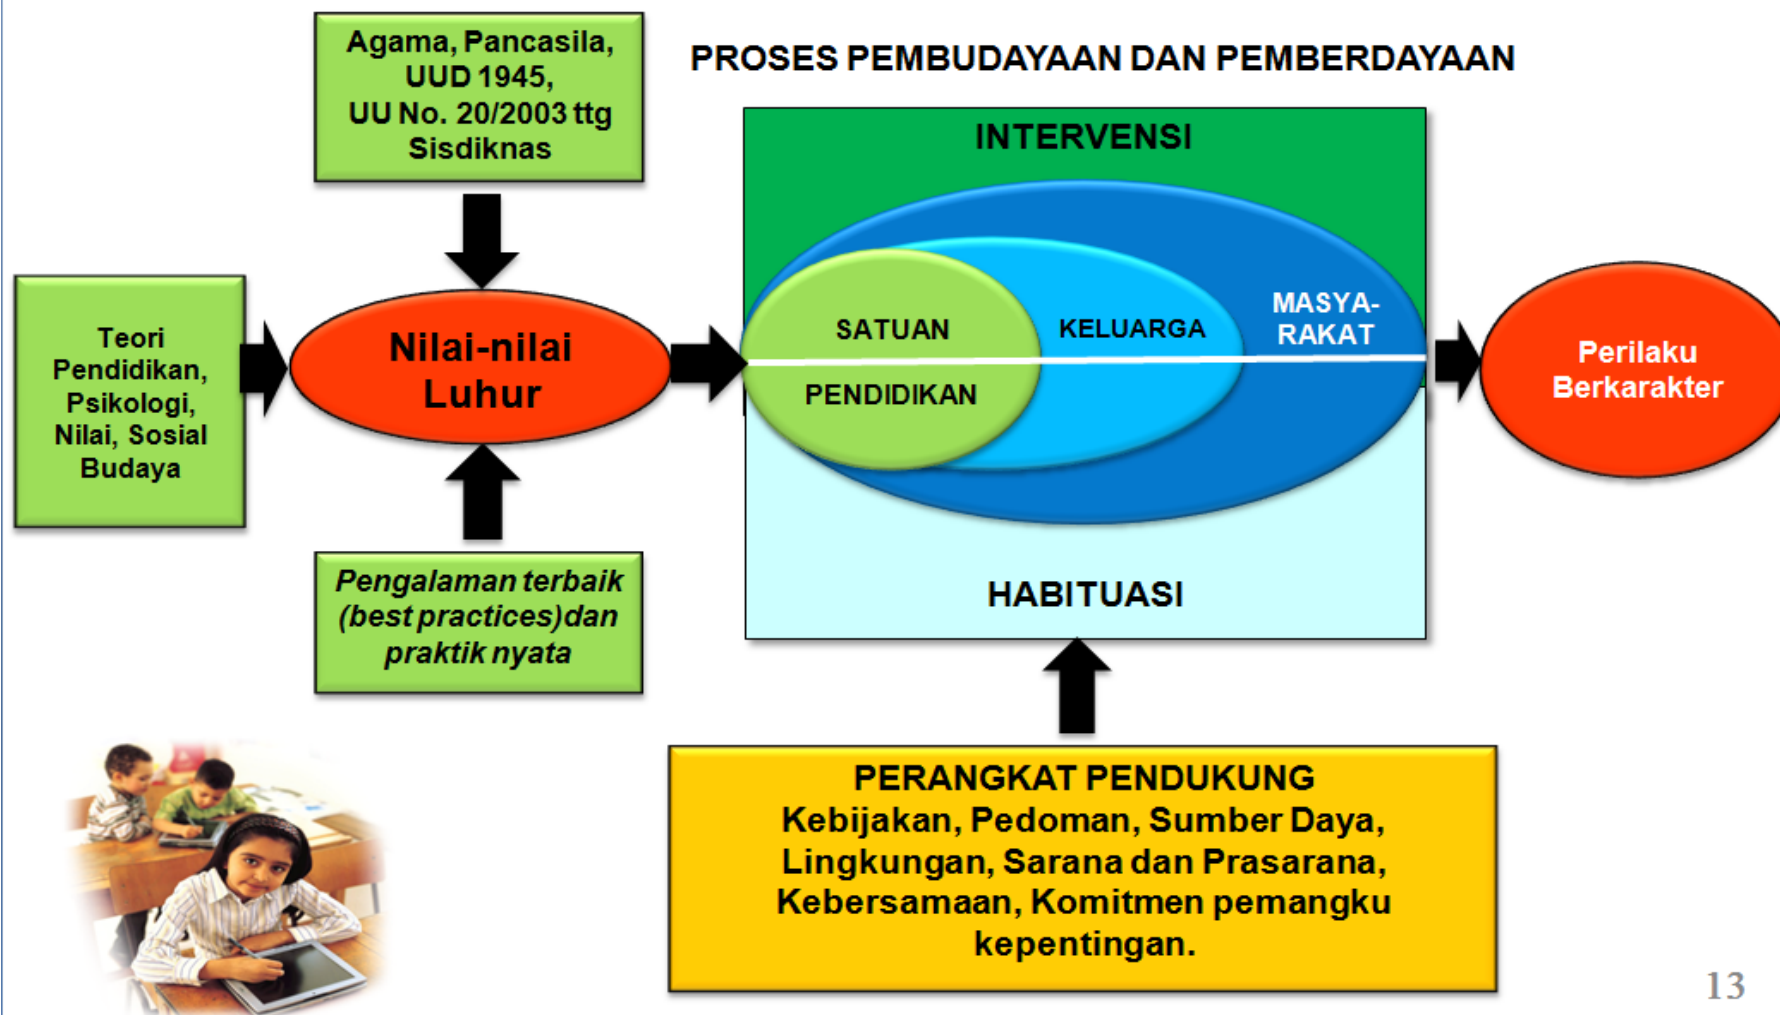 Agama, Pancasila,
UUD 1945,
UU No. 20/2003 ttg
Sisdiknas
PROSES PEMBUDAYAAN DAN PEMBERDAYAAN
INTERVENSI
Teori
Pendidikan,
Psikologi,
Nilai, Sosial
Budaya
Nilai-nilai
Luhur
SATUAN
PENDIDIKAN
KELUARGA
MASYA-
RAKAT
Perilaku
Berkarakter
Pengalaman terbaik
(best practices)dan
praktik nyata
HABITUASI
PERANGKAT PENDUKUNG
Kebijakan, Pedoman, Sumber Daya,
Lingkungan, Sarana dan Prasarana,
Kebersamaan, Komitmen pemangku
kepentingan.
13